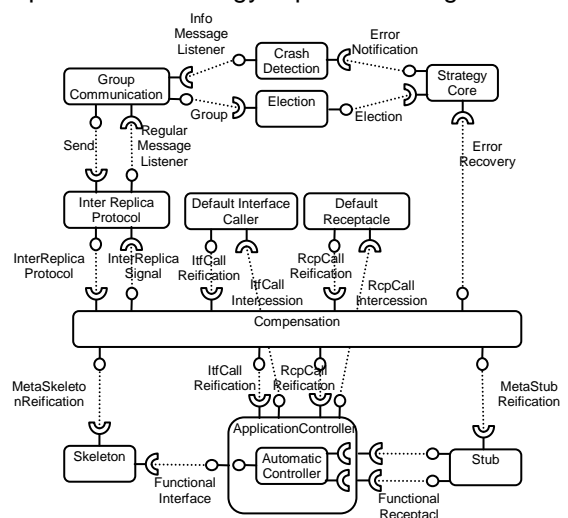 Info
Message
Listener
Error
Notification
Crash
Detection
Group
Communication
Strategy
Core
Election
Group
Election
Send
Regular
Message
Listener
Error
Recovery
Inter Replica
Protocol
Default Interface
Caller
Default
Receptacle
InterReplica
Protocol
InterReplica
Signal
ItfCall
Reification
ItfCall
Intercession
RcpCall
Reification
RcpCall
Intercession
Compensation
MetaSkeleto
nReification
ItfCall
Reification
RcpCall
Reification
MetaStub
Reification
ApplicationController
Skeleton
Automatic
Controller
Stub
Functional
Interface
Functional
Receptacl